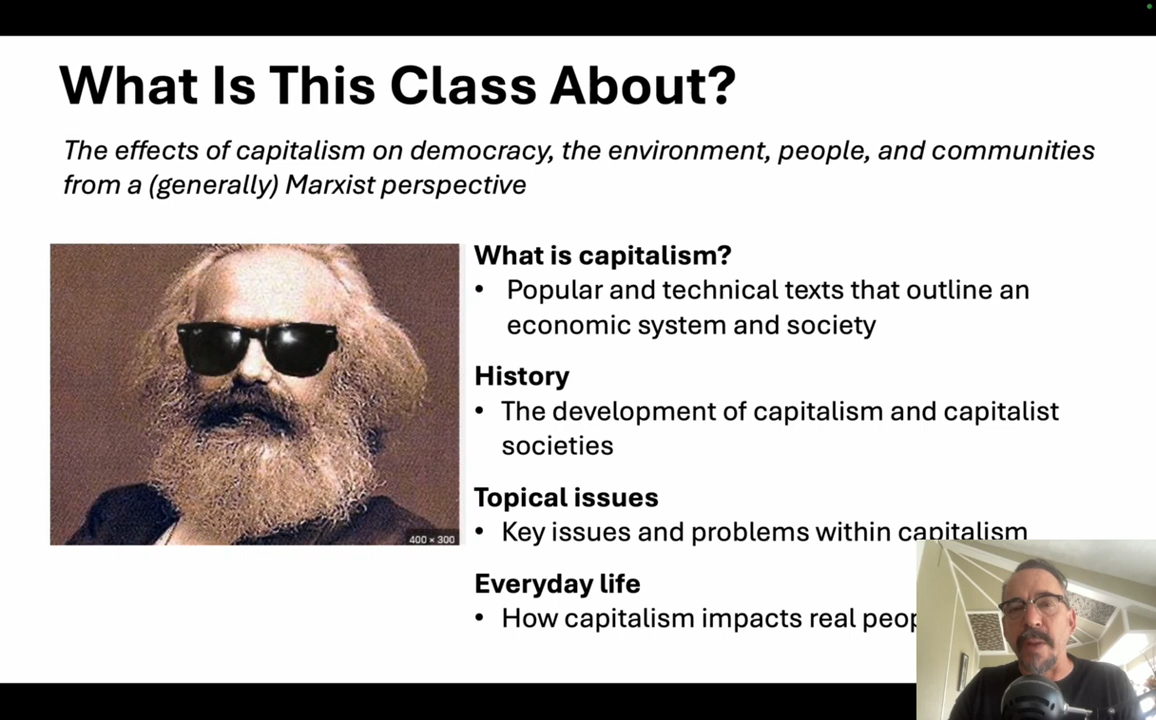 What Is This Class About?
The effects of capitalism on democracy, the environment, people, and communities
from a (generally) Marxist perspective
What is capitalism?
• Popular and technical texts that outline an
economic system and society
History
• The development of capitalism and capitalist
societies
Topical issues
• Key issues and problems within capitalism
400 × 300
Everyday life
• How capitalism impacts real